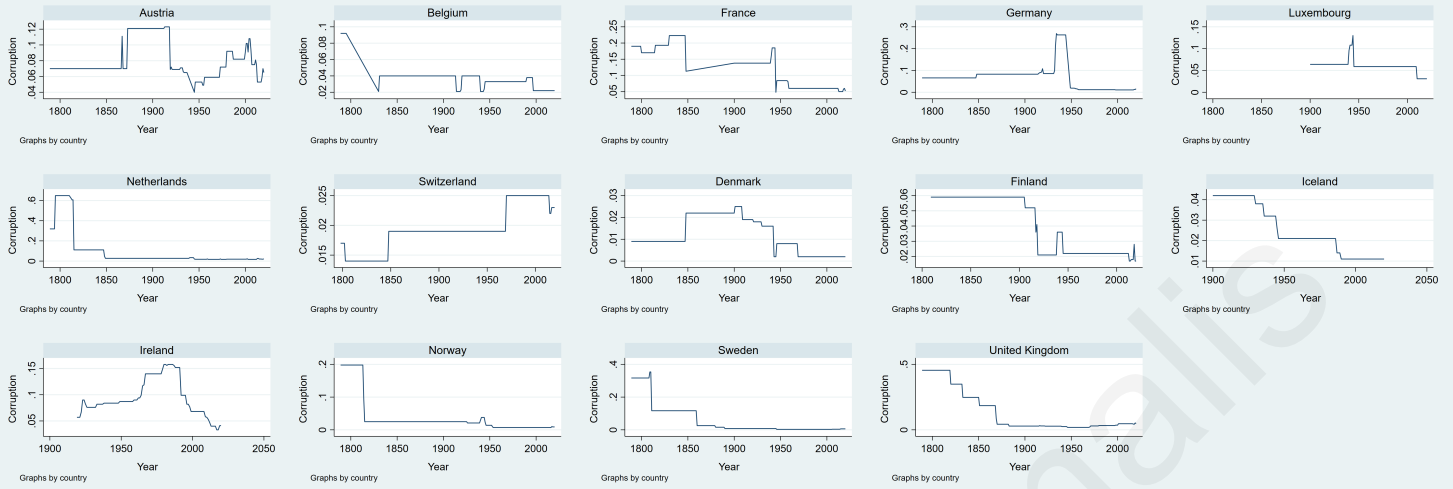 Austria
Corruption
.04 .06 .08 .1 .12
1800 1850 1900 1950 2000
Year
Graphs by country
Belgium
Corruption
.02 .04 .06 .08 .1
1800 1850 1900 1950 2000
Year
Graphs by country
France
Corruption
.05 .1 .15 .2 .25
1800 1850 1900 1950 2000
Year
Graphs by country
Germany
Corruption
0 .1 .2 .3
1800 1850 1900 1950 2000
Year
Graphs by country
Luxembourg
Corruption
0 .05 .1 .15
1800 1850 1900 1950 2000
Year
Graphs by country
Netherlands
Corruption
0 .2 .4 .6
1800 1850 1900 1950 2000
Year
Graphs by country
Switzerland
Corruption
.015 .02 .025
1800 1850 1900 1950 2000
Year
Graphs by country
Denmark
Corruption
0 .01 .02 .03
1800 1850 1900 1950 2000
Year
Graphs by country
Finland
Corruption
.02 .03 .04 .05 .06
1800 1850 1900 1950 2000
Year
Graphs by country
Iceland
Corruption
.01 .02 .03 .04
1900 1950 2000 2050
Year
Graphs by country
Ireland
Corruption
.05 .1 .15
1900 1950 2000 2050
Year
Graphs by country
Norway
Corruption
0 .1 .2
1800 1850 1900 1950 2000
Year
Graphs by country
Sweden
Corruption
0 .2 .4
1800 1850 1900 1950 2000
Year
Graphs by country
United Kingdom
Corruption
0 .5
1800 1850 1900 1950 2000
Year
Graphs by country
nalis